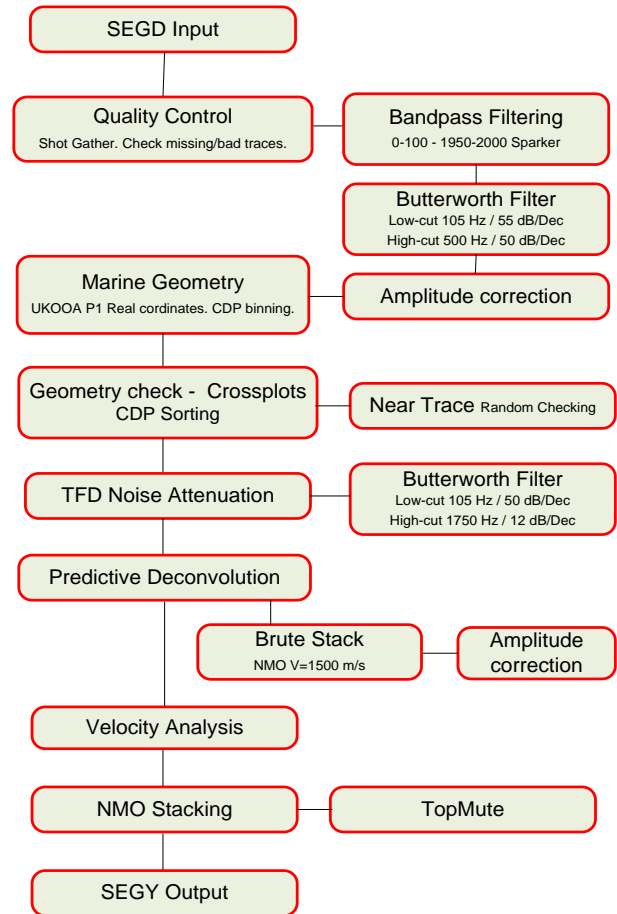 SEGD Input
Quality Control
Shot Gather. Check missing/bad traces.
Bandpass Filtering
0-100 - 1950-2000 Sparker
Butterworth Filter
Low-cut 105 Hz / 55 dB/Dec
High-cut 500 Hz / 50 dB/Dec
Marine Geometry
UKOOA P1 Real cordinates. CDP binning.
Amplitude correction
Geometry check - Crossplots
CDP Sorting
Near Trace Random Checking
TFD Noise Attenuation
Butterworth Filter
Low-cut 105 Hz / 50 dB/Dec
High-cut 1750 Hz / 12 dB/Dec
Predictive Deconvolution
Brute Stack
NMO V=1500 m/s
Amplitude
correction
Velocity Analysis
NMO Stacking
TopMute
SEGY Output